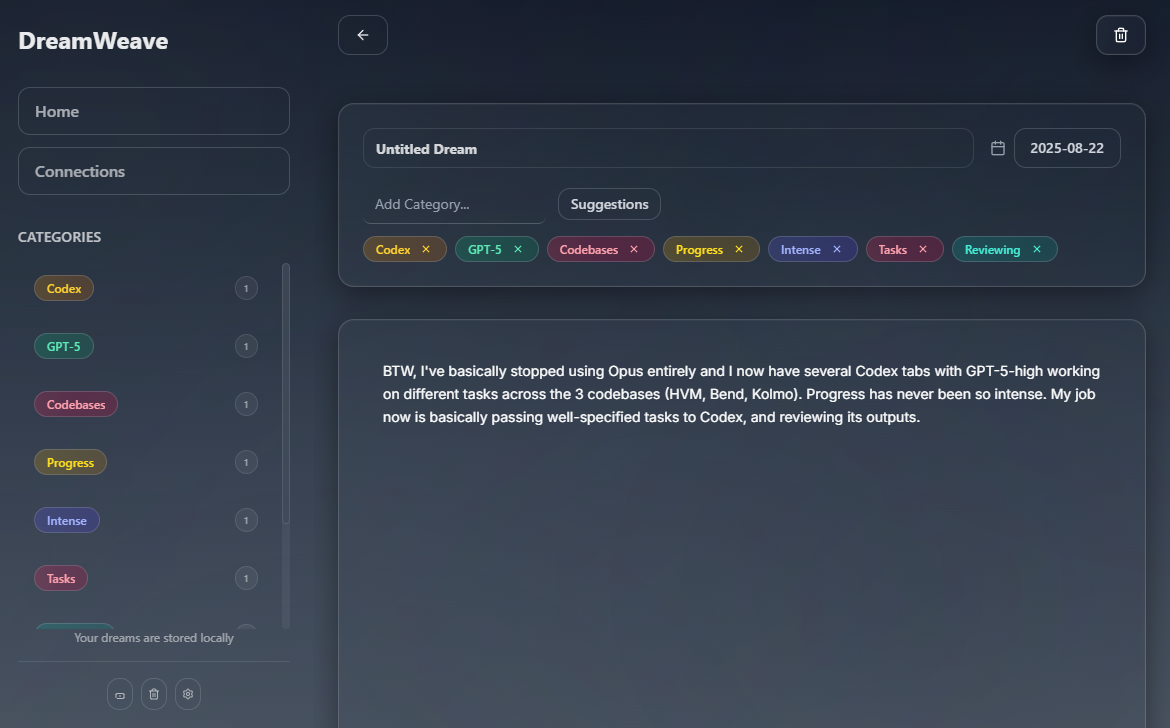 DreamWeave
Home
Connections
CATEGORIES
Codex 1
GPT-5 1
Codebases 1
Progress 1
Intense 1
Tasks 1
Your dreams are stored locally
Untitled Dream
2025-08-22
Add Category...
Suggestions
Codex × GPT-5 × Codebases × Progress × Intense × Tasks × Reviewing ×
BTW, I've basically stopped using Opus entirely and I now have several Codex tabs with GPT-5-high working
on different tasks across the 3 codebases (HVM, Bend, Kolmo). Progress has never been so intense. My job
now is basically passing well-specified tasks to Codex, and reviewing its outputs.